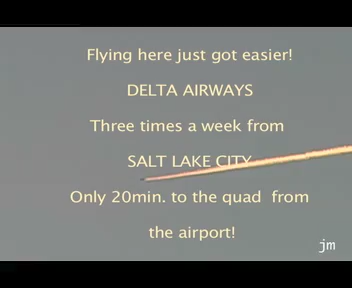 Flying here just got easier!
DELTA AIRWAYS
Three times a week from
SALT LAKE CITY
Only 20min. to the quad from
the airport!
jm